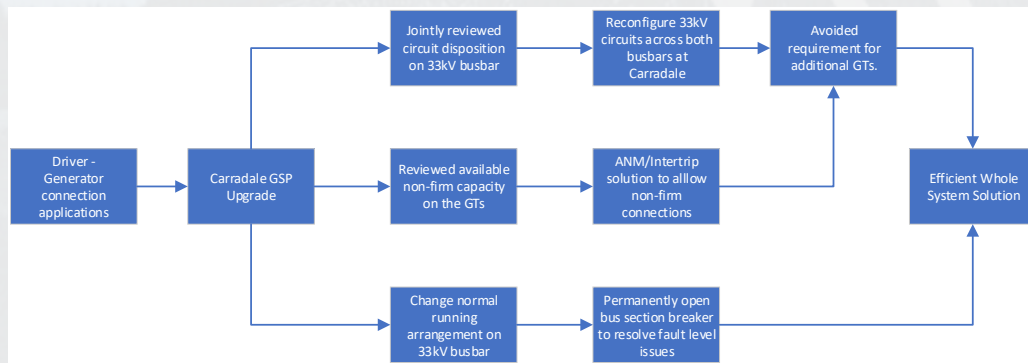 Jointly reviewed
circuit disposition
on 33kV busbar
Reconfigure 33kV
circuits across both
busbars at
Carradale
Avoided
requirement for
additional GTs.
Driver -
Generator
connection
applications
Carradale GSP
Upgrade
Reviewed available
non-firm capacity
on the GTs
ANM/Intertrip
solution to alllow
non-firm
connections
Efficient Whole
System Solution
Change normal
running
arrangement on
33kV busbar
Permanently open
bus section breaker
to resolve fault level
issues